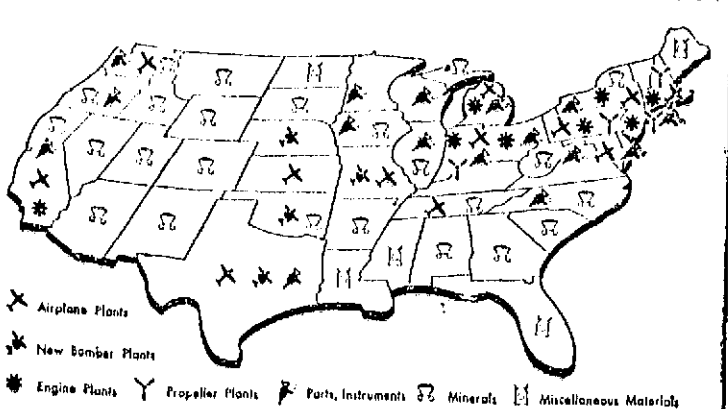 Airplane Plants
New Bomber Plants
Engine Plants Propeller Plants Parts, Instruments Minerals Miscellaneous Materials